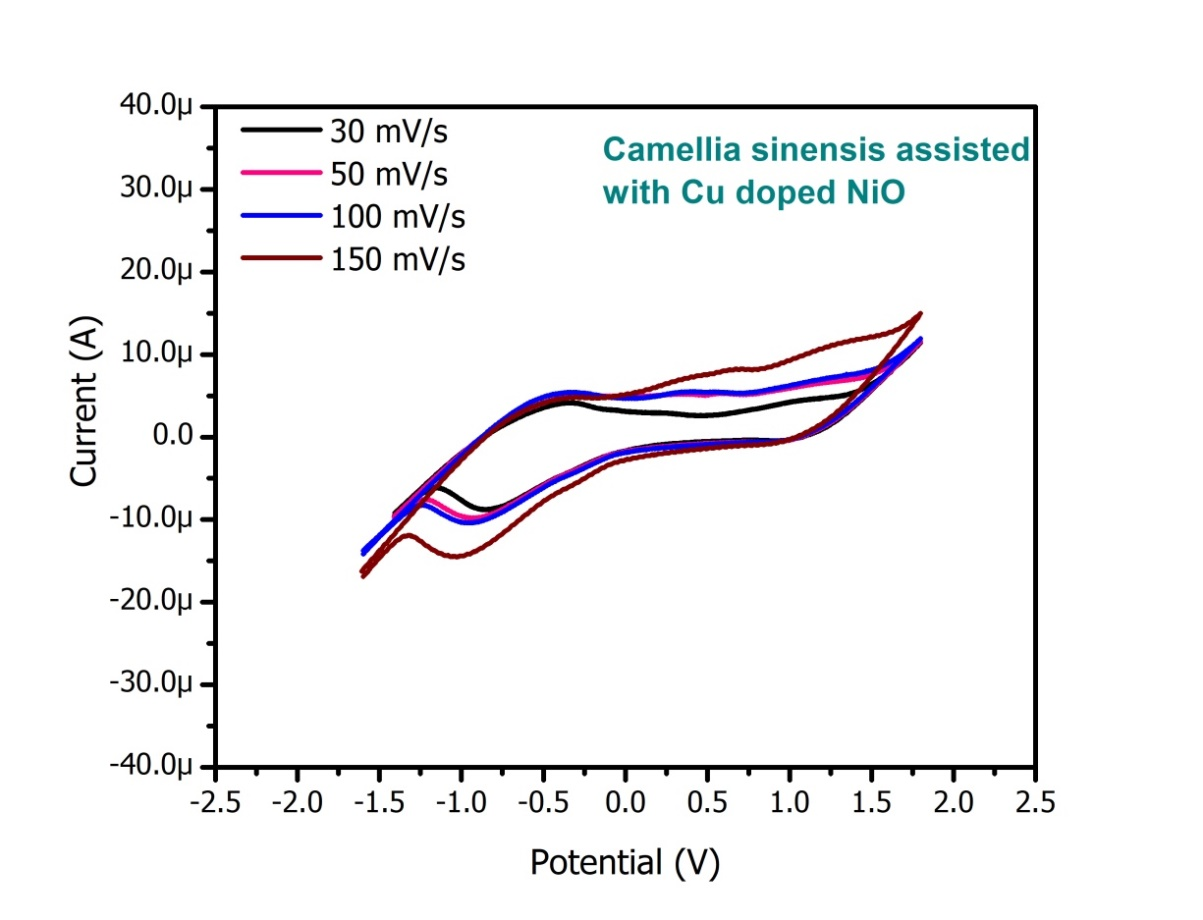 40.0µ
30.0µ
20.0µ
10.0µ
0.0
-10.0µ
-20.0µ
-30.0µ
-40.0µ
Current (A)
30 mV/s
50 mV/s
100 mV/s
150 mV/s
Camellia sinensis assisted
with Cu doped NiO
-2.5 -2.0 -1.5 -1.0 -0.5 0.0 0.5 1.0 1.5 2.0 2.5
Potential (V)